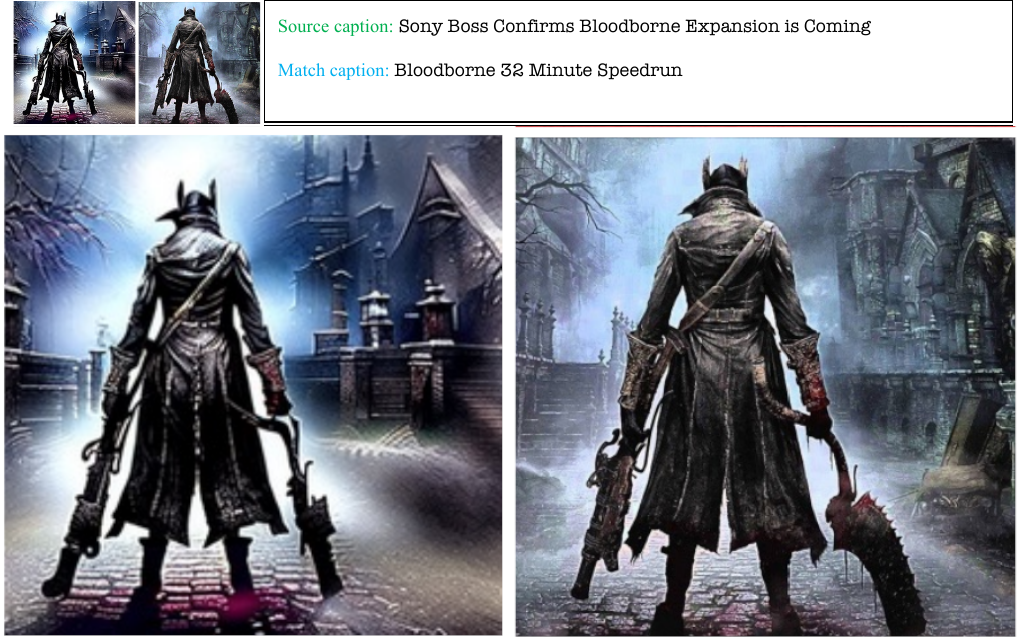 Source caption: Sony Boss Confirms Bloodborne Expansion is Coming
Match caption: Bloodborne 32 Minute Speedrun